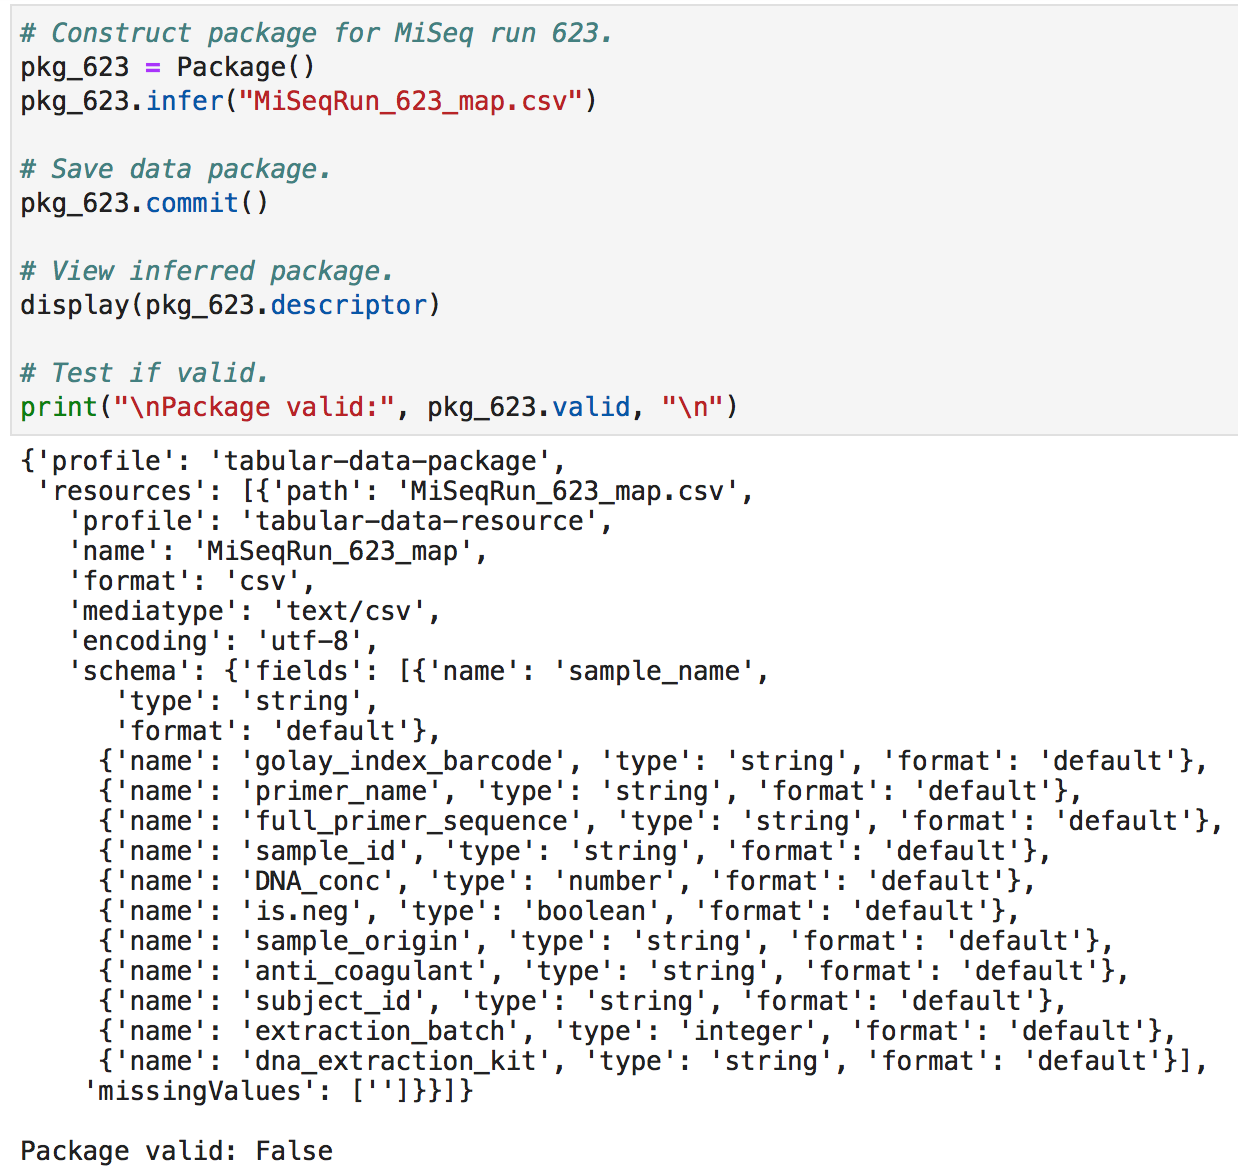 # Construct package for MiSeq run 623.
pkg_623 = Package()
pkg_623.infer("MiSeqRun_623_map.csv")

# Save data package.
pkg_623.commit()

# View inferred package.
display(pkg_623.descriptor)

# Test if valid.
print("\nPackage valid:", pkg_623.valid, "\n")
{'profile': 'tabular-data-package',
 'resources': [{'path': 'MiSeqRun_623_map.csv',
   'profile': 'tabular-data-resource',
   'name': 'MiSeqRun_623_map',
   'format': 'csv',
   'mediatype': 'text/csv',
   'encoding': 'utf-8',
   'schema': {'fields': [{'name': 'sample_name',
      'type': 'string',
      'format': 'default'},
     {'name': 'golay_index_barcode', 'type': 'string', 'format': 'default'},
     {'name': 'primer_name', 'type': 'string', 'format': 'default'},
     {'name': 'full_primer_sequence', 'type': 'string', 'format': 'default'},
     {'name': 'sample_id', 'type': 'string', 'format': 'default'},
     {'name': 'DNA_conc', 'type': 'number', 'format': 'default'},
     {'name': 'is.neg', 'type': 'boolean', 'format': 'default'},
     {'name': 'sample_origin', 'type': 'string', 'format': 'default'},
     {'name': 'anti_coagulant', 'type': 'string', 'format': 'default'},
     {'name': 'subject_id', 'type': 'string', 'format': 'default'},
     {'name': 'extraction_batch', 'type': 'integer', 'format': 'default'},
     {'name': 'dna_extraction_kit', 'type': 'string', 'format': 'default'}],
    'missingValues': ['']}}]}

Package valid: False